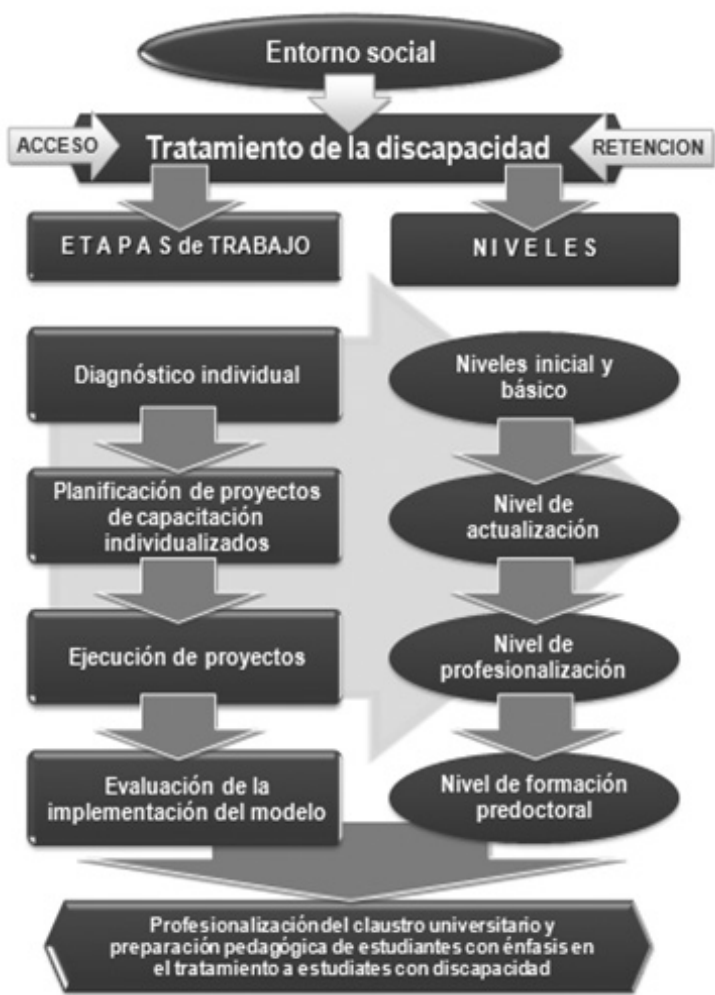 Entorno social
ACCESO
Tratamiento de la discapacidad
RETENCION
E T A P A S de TRABAJO
N I V E L E S
Diagnóstico individual
Niveles inicial y
básico
Planificación de proyectos
de capacitación
individualizados
Nivel de
actualización
Ejecución de proyectos
Nivel de
profesionalización
Evaluación de la
implementación del modelo
Nivel de formación
predoctoral
Profesionalización del claustro universitario y
preparación pedagógica de estudiantes con énfasis en
el tratamiento a estudiates con discapacidad